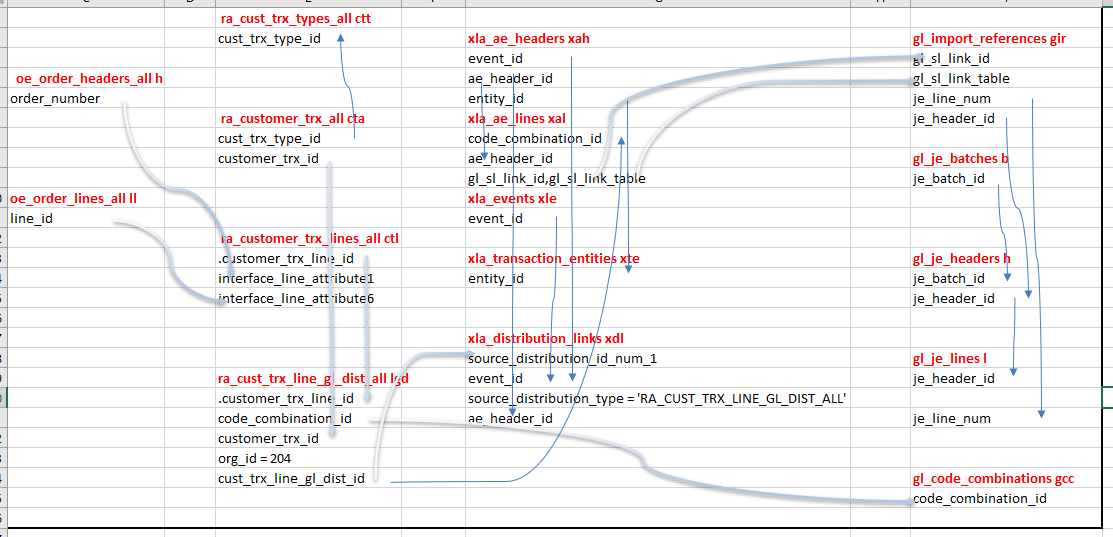 oe_order_headers_all h
order_number
oe_order_lines_all ll
line_id
ra_cust_trx_types_all ctt
cust_trx_type_id
ra_customer_trx_all cta
cust_trx_type_id
customer_trx_id
ra_customer_trx_lines_all ctl
.customer_trx_line_id
interface_line_attribute1
interface_line_attribute6
ra_cust_trx_line_gl_dist_all lgd
.customer_trx_line_id
code_combination_id
customer_trx_id
org_id = 204
cust_trx_line_gl_dist_id
xla_ae_headers xah
event_id
ae_header_id
entity_id
xla_ae_lines xal
code_combination_id
ae_header_id
gl_sl_link_id,gl_sl_link_table
xla_events xle
event_id
xla_transaction_entities xte
entity_id
xla_distribution_links xdl
source_distribution_id_num_1
event_id
source_distribution_type = 'RA_CUST_TRX_LINE_GL_DIST_ALL'
ae_header_id
gl_import_references gir
gl_sl_link_id
gl_sl_link_table
je_line_num
je_header_id
gl_je_batches b
je_batch_id
gl_je_headers h
je_batch_id
je_header_id
gl_je_lines l
je_header_id
je_line_num
gl_code_combinations gcc
code_combination_id